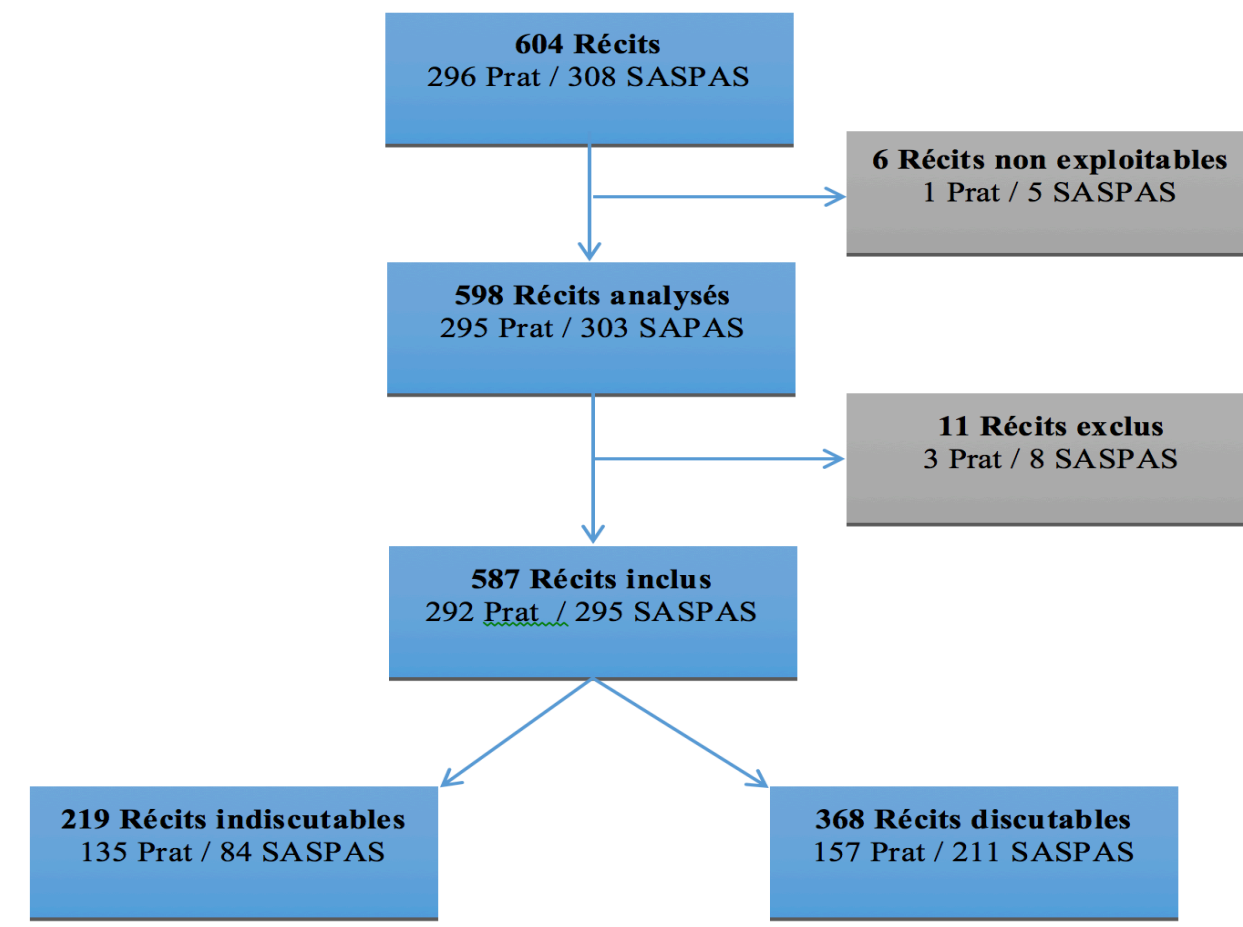 604 Récits
296 Prat / 308 SASPAS
6 Récits non exploitables
1 Prat / 5 SASPAS
598 Récits analysés
295 Prat / 303 SAPAS
11 Récits exclus
3 Prat / 8 SASPAS
587 Récits inclus
292 Prat / 295 SASPAS
219 Récits indiscutables
135 Prat / 84 SASPAS
368 Récits discutables
157 Prat / 211 SASPAS